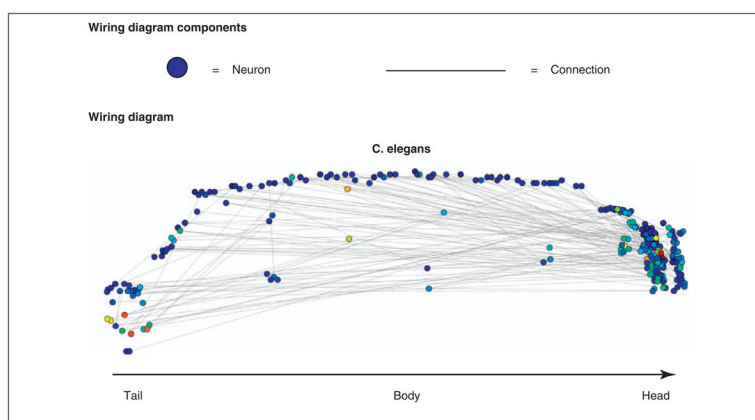 Wiring diagram components
= Neuron = Connection
Wiring diagram
C. elegans
Tail Body Head